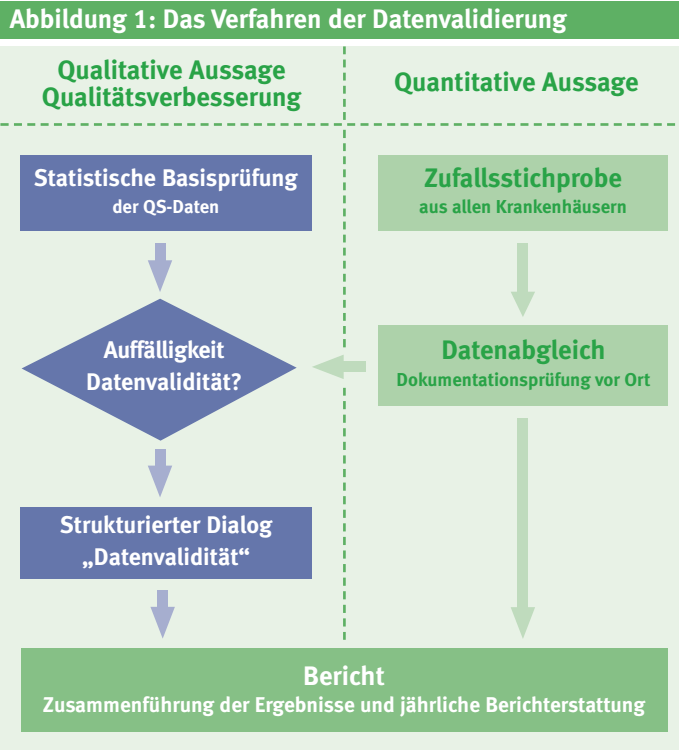 Abbildung 1: Das Verfahren der Datenvalidierung
Qualitative Aussage
Qualitätsverbesserung
Quantitative Aussage
Statistische Basisprüfung
der QS-Daten
Zufallsstichprobe
aus allen Krankenhäusern
Auffälligkeit
Datenvalidität?
Datenabgleich
Dokumentationsprüfung vor Ort
Strukturierter Dialog
„Datenvalidität“
Bericht
Zusammenführung der Ergebnisse und jährliche Berichterstattung